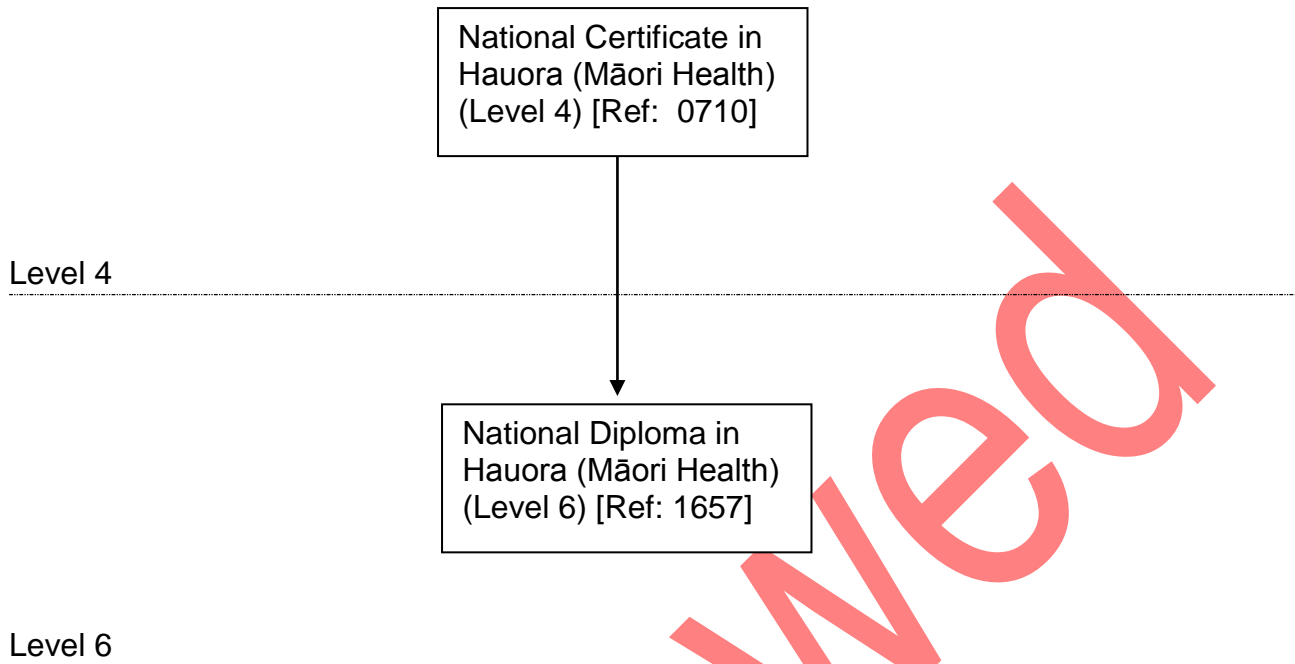 National Certificate in
Hauora (Māori Health)
(Level 4) [Ref:  0710]
Level 4
National Diploma in
Hauora (Māori Health)
(Level 6) [Ref: 1657]
Level 6
wed